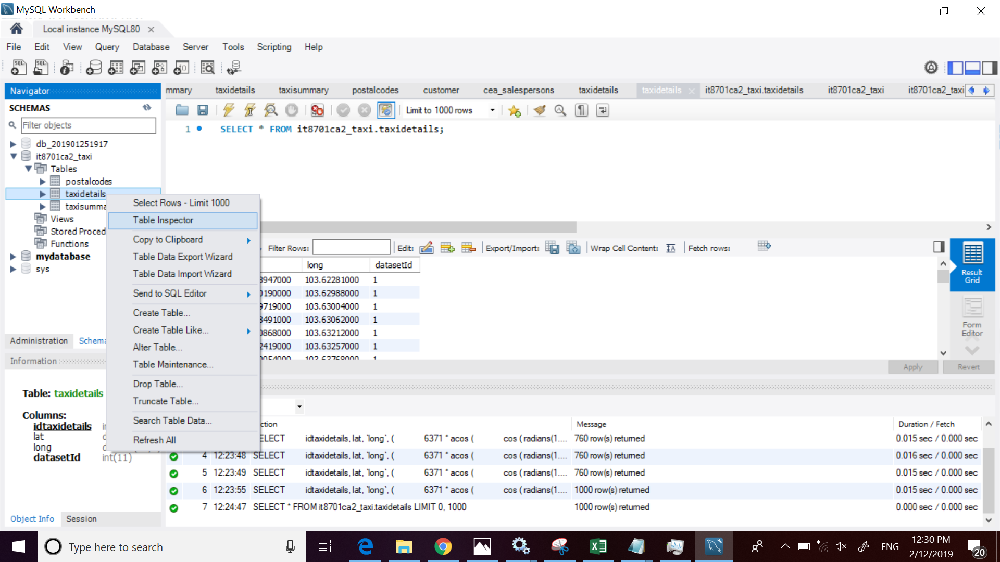 MySQL Workbench
Local instance MySQL80
File Edit View Query Database Server Tools Scripting Help
Navigator
SCHEMAS
Filter objects
db_201901251917
it8701ca2_taxi
Tables
postalcodes
taxidetails
taxisumma
Views
Stored Proced
Functions
mydatabase
sys
Administration Schema
Information
Table: taxidetails
Columns:
idtaxidetails
lat
long
datasetId int(11)
Object Info Session
Select Rows - Limit 1000
Table Inspector
Copy to Clipboard
Table Data Export Wizard
Table Data Import Wizard
Send to SQL Editor
Create Table...
Create Table Like...
Alter Table...
Table Maintenance...
Drop Table...
Truncate Table...
Search Table Data...
Refresh All
mmary taxidetails taxisummary postalcodes customer cea_salespersons taxidetails taxidetails it8701ca2_taxi.taxidetails it8701ca2_taxi it8701ca2_taxi
Limit to 1000 rows
1 SELECT * FROM it8701ca2_taxi.taxidetails;
Filter Rows: Edit: Export/Import: Wrap Cell Content: Fetch rows:
long datasetId
8947000 103.62281000 1
0190000 103.62988000 1
9719000 103.63004000 1
8491000 103.63062000 1
0868000 103.63212000 1
2419000 103.63257000 1
0054000 103.63768000 1
Result Grid
Form Editor
Apply Revert
ction Message Duration / Fetch
ELECT idtaxidetails, lat, `long`, ( 6371 * acos ( cos ( radians(1.... 760 row(s) returned 0.015 sec / 0.000 sec
4 12:23:48 SELECT idtaxidetails, lat, `long`, ( 6371 * acos ( cos ( radians(1.... 760 row(s) returned 0.016 sec / 0.000 sec
5 12:23:49 SELECT idtaxidetails, lat, `long`, ( 6371 * acos ( cos ( radians(1.... 760 row(s) returned 0.015 sec / 0.000 sec
6 12:23:55 SELECT idtaxidetails, lat, `long`, ( 6371 * acos ( cos ( radians(1.... 1000 row(s) returned 0.015 sec / 0.000 sec
7 12:24:47 SELECT * FROM it8701ca2_taxi.taxidetails LIMIT 0, 1000 1000 row(s) returned 0.000 sec / 0.000 sec
Type here to search
ENG
12:30 PM
2/12/2019
20